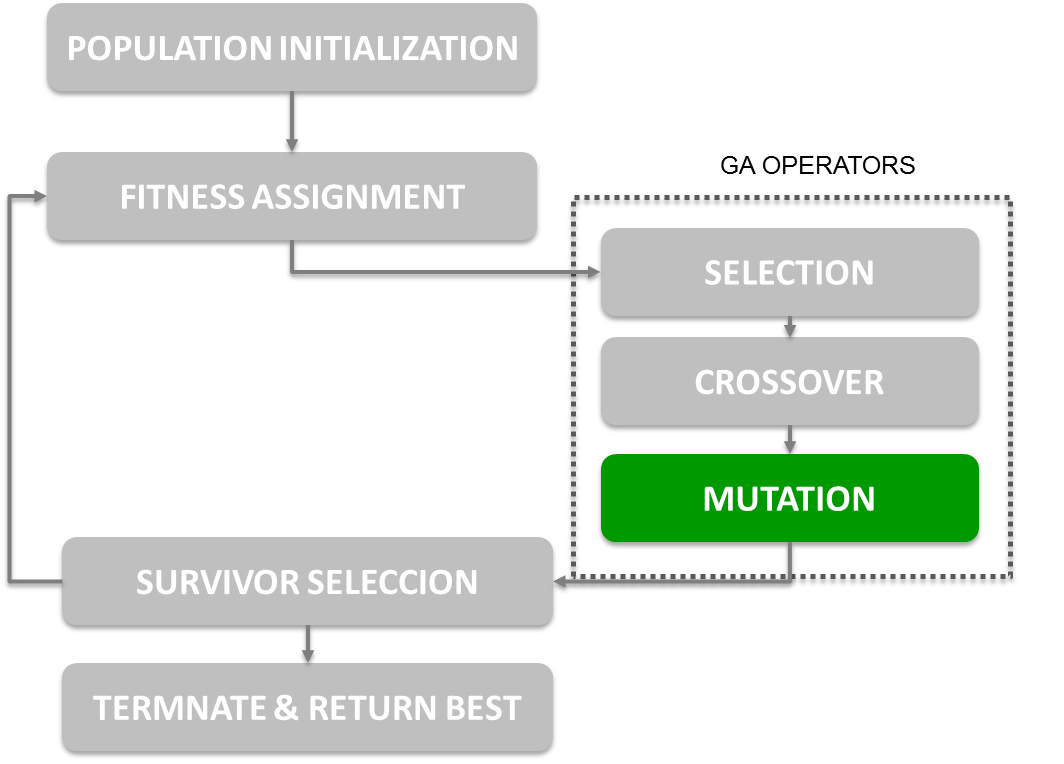 POPULATION INITIALIZATION
FITNESS ASSIGNMENT
GA OPERATORS
SELECTION
CROSSOVER
MUTATION
SURVIVOR SELECCION
TERMNATE & RETURN BEST